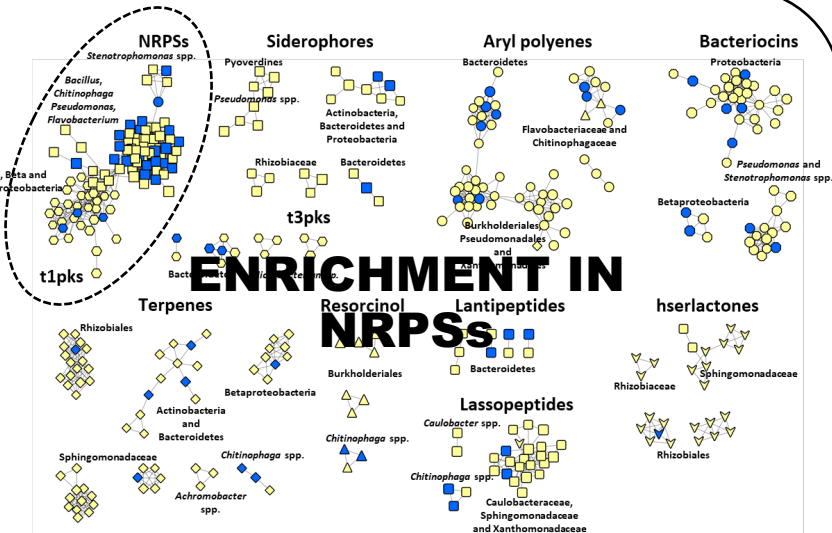 NRPSs
Stenotrophomonas spp.
Bacillus,
Chitinophaga
Pseudomonas,
Flavobacterium
, Beta and
roteobacteria
t1pks
Siderophores
Pyoverdines
Pseudomonas spp.
Actinobacteria,
Bacteroidetes and
Proteobacteria
Rhizobiaceae
Bacteroidetes
t3pks
Aryl polyenes
Bacteroidetes
Flavobacteriaceae and
Chitinophagaceae
Burkholderiales,
Pseudomonadales
and
Bacteriocins
Proteobacteria
Pseudomonas and
Stenotrophomonas spp.
Betaproteobacteria
ENRICHMENT IN
NRPSs
Terpenes
Rhizobiales
Actinobacteria
and
Bacteroidetes
Betaproteobacteria
Sphingomonadaceae
Achromobacter
spp.
Chitinophaga spp.
Resorcinol
Burkholderiales
Chitinophaga spp.
Lantipeptides
Bacteroidetes
Lassopeptides
Caulobacter spp.
Chitinophaga spp.
Caulobacteraceae,
Sphingomonadaceae
and Xanthomonadaceae
hserlactones
Rhizobiaceae
Sphingomonadaceae
Rhizobiales